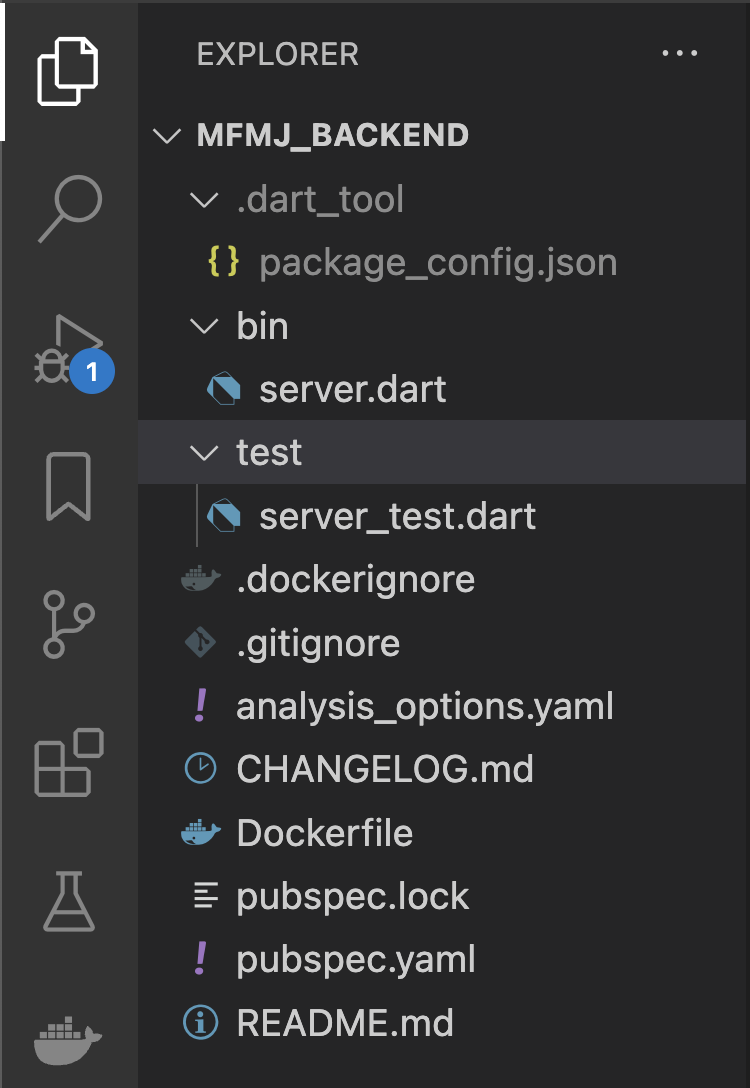 EXPLORER
MFMJ_BACKEND
.dart_tool
{} package_config.json
bin
1
server.dart
test
server_test.dart
.dockerignore
.gitignore
! analysis_options.yaml
CHANGELOG.md
Dockerfile
pubspec.lock
! pubspec.yaml
README.md